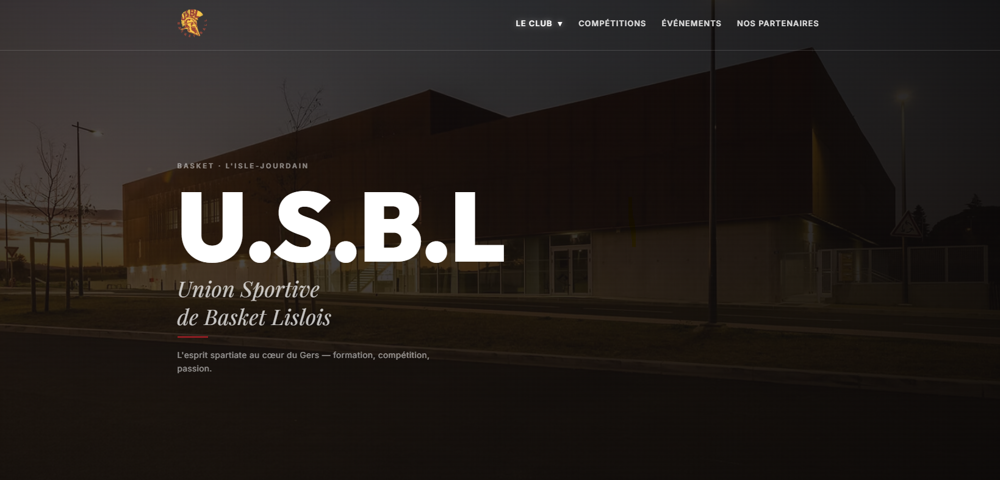 LE CLUB ▼ COMPÉTITIONS ÉVÉNEMENTS NOS PARTENAIRES
BASKET · L'ISLE-JOURDAIN
U.S.B.L
Union Sportive
de Basket Lislois
L'esprit spartiate au cœur du Gers — formation, compétition,
passion.